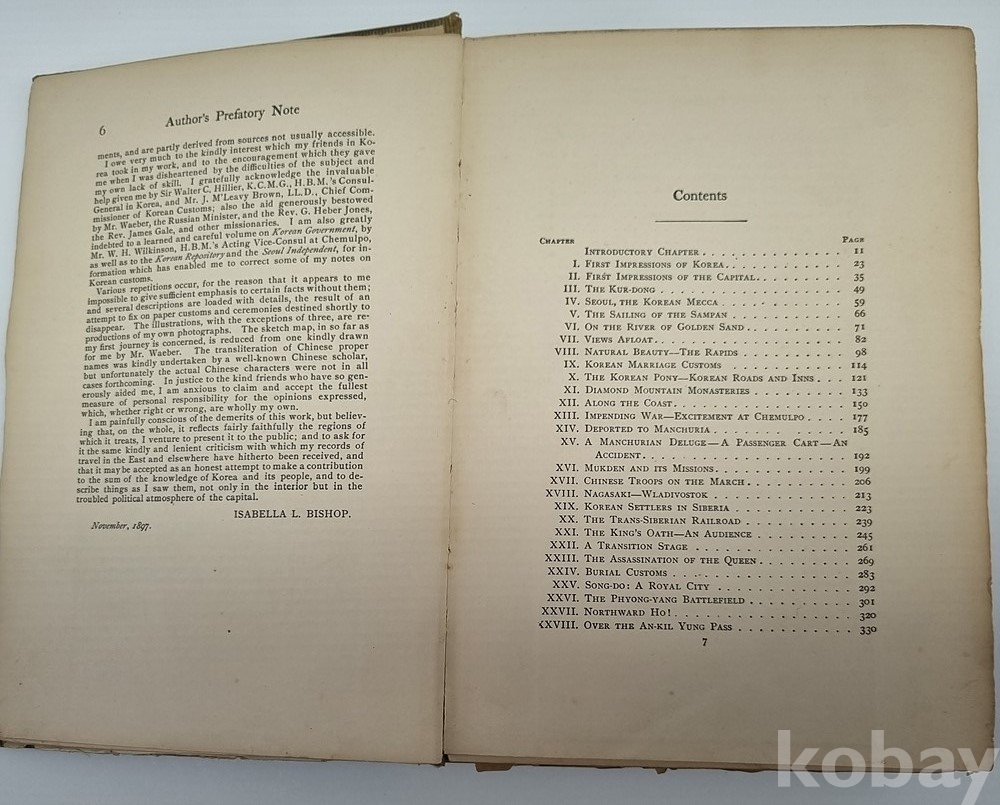 6
Author's Prefatory Note
ments, and are partly derived from sources not usually accessible.
I owe very much to the kindly interest which my friends in Ko-
rea took in my work, and to the encouragement which they gave
me when I was disheartened by the difficulties of the subject and
my own lack of skill. I gratefully acknowledge the invaluable
help given me by Sir Walter C. Hillier, K.C.M.G., H.B.M.'s Consul-
General in Korea, and Mr. J. M'Leavy Brown, LL.D., Chief Com-
missioner of Korean Customs; also the aid generously bestowed
by Mr. Waeber, the Russian Minister, and the Rev. G. Heber Jones,
the Rev. James Gale, and other missionaries. I am also greatly
indebted to a learned and careful volume on Korean Government, by
Mr. W. H. Wilkinson, H.B.M.'s Acting Vice-Consul at Chemulpo,
as well as to the Korean Repository and the Seoul Independent, for in-
formation which has enabled me to correct some of my notes on
Korean customs.
Various repetitions occur, for the reason that it appears to me
impossible to give sufficient emphasis to certain facts without them;
and several descriptions are loaded with details, the result of an
attempt to fix on paper customs and ceremonies destined shortly to
disappear. The illustrations, with the exceptions of three, are re-
productions of my own photographs. The sketch map, in so far as
my first journey is concerned, is reduced from one kindly drawn
for me by Mr. Waeber. The transliteration of Chinese proper
names was kindly undertaken by a well-known Chinese scholar,
but unfortunately the actual Chinese characters were not in all
cases forthcoming. In justice to the kind friends who have so gen-
erously aided me, I am anxious to claim and accept the fullest
measure of personal responsibility for the opinions expressed,
which, whether right or wrong, are wholly my own.
I am painfully conscious of the demerits of this work, but believ-
ing that, on the whole, it reflects fairly faithfully the regions of
which it treats, I venture to present it to the public; and to ask for
it the same kindly and lenient criticism with which my records of
travel in the East and elsewhere have hitherto been received, and
that it may be accepted as an honest attempt to make a contribution
to the sum of the knowledge of Korea and its people, and to de-
scribe things as I saw them, not only in the interior but in the
troubled political atmosphere of the capital.
ISABELLA L. BISHOP.
November, 1897.
Contents
CHAPTER PAGE
INTRODUCTORY CHAPTER . . . . . . . . . . . . 11
I. FIRST IMPRESSIONS OF KOREA. . . . . . . . . . . 23
II. FIRST IMPRESSIONS OF THE CAPITAL. . . . . . . . 35
III. THE KUR-DONG . . . . . . . . . . . . . . 49
IV. SEOUL, THE KOREAN MECCA . . . . . . . . . . 59
V. THE SAILING OF THE SAMPAN . . . . . . . . . 66
VI. ON THE RIVER OF GOLDEN SAND . . . . . . . . 71
VII. VIEWS AFLOAT. . . . . . . . . . . . . . . 82
VIII. NATURAL BEAUTY—THE RAPIDS . . . . . . . . . 98
IX. KOREAN MARRIAGE CUSTOMS . . . . . . . . . . 114
X. THE KOREAN PONY—KOREAN ROADS AND INNS . . . 121
XI. DIAMOND MOUNTAIN MONASTERIES . . . . . . . . 133
XII. ALONG THE COAST. . . . . . . . . . . . . . 150
XIII. IMPENDING WAR—EXCITEMENT AT CHEMULPO . . . . 177
XIV. DEPORTED TO MANCHURIA . . . . . . . . . . . 185
XV. A MANCHURIAN DELUGE—A PASSENGER CART—AN
ACCIDENT. . . . . . . . . . . . . . . . 192
XVI. MUKDEN AND ITS MISSIONS. . . . . . . . . . . 199
XVII. CHINESE TROOPS ON THE MARCH . . . . . . . . . 206
XVIII. NAGASAKI—WLADIVOSTOK . . . . . . . . . . . 213
XIX. KOREAN SETTLERS IN SIBERIA . . . . . . . . . 223
XX. THE TRANS-SIBERIAN RAILROAD . . . . . . . . . 239
XXI. THE KING'S OATH—AN AUDIENCE . . . . . . . . 245
XXII. A TRANSITION STAGE . . . . . . . . . . . . 261
XXIII. THE ASSASSINATION OF THE QUEEN . . . . . . . . 269
XXIV. BURIAL CUSTOMS . . . . . . . . . . . . . . 283
XXV. SONG-DO: A ROYAL CITY . . . . . . . . . . . 292
XXVI. THE PHYONG-YANG BATTLEFIELD . . . . . . . . . 301
XXVII. NORTHWARD HO! . . . . . . . . . . . . . . 320
XXVIII. OVER THE AN-KIL YUNG PASS . . . . . . . . . 330
7
kobay